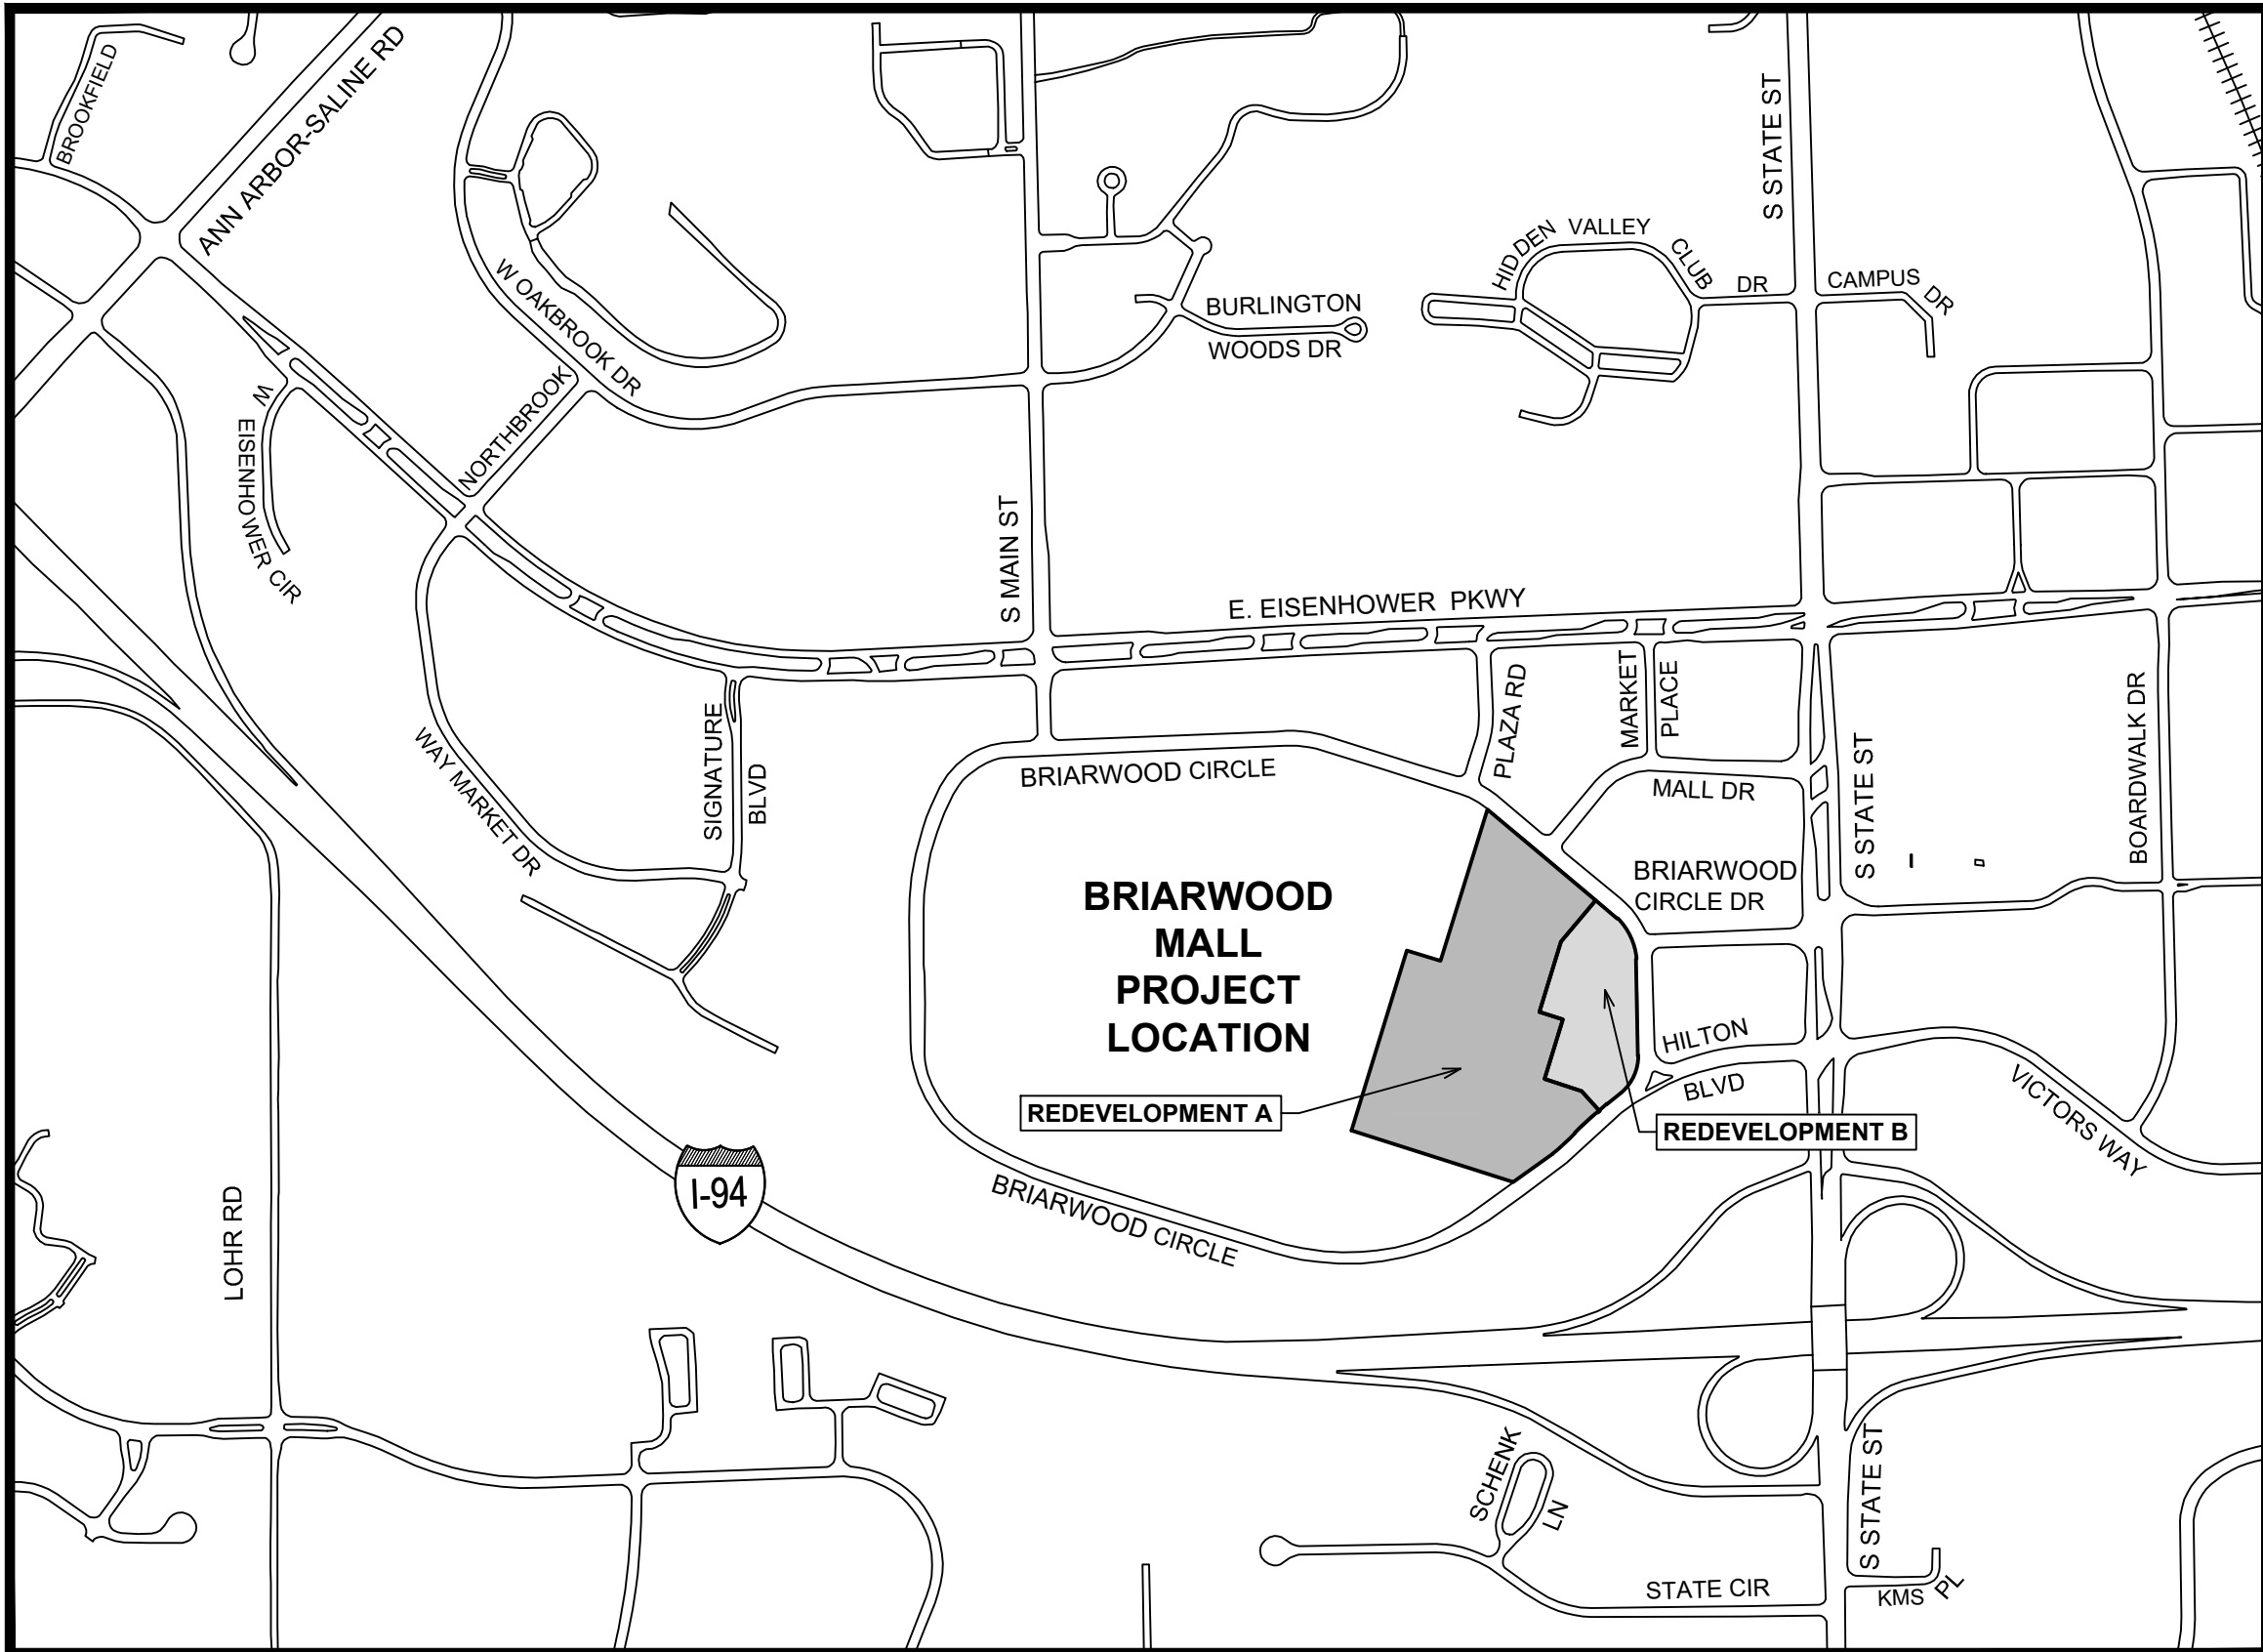 BROOKFIELD
ANN ARBOR-SALINE RD
S STATE ST
W OAKBROOK DR
HIDDEN VALLEY CLUB DR
CAMPUS DR
BURLINGTON
WOODS DR
W EISENHOWER CIR
NORTHBROOK
S MAIN ST
E. EISENHOWER PKWY
WAY MARKET DR
SIGNATURE
BLVD
BRIARWOOD CIRCLE
PLAZA RD
MARKET
PLACE
MALL DR
S STATE ST
BOARDWALK DR
BRIARWOOD
CIRCLE DR
BRIARWOOD
MALL
PROJECT
LOCATION
HILTON
BLVD
VICTORS WAY
REDEVELOPMENT A
REDEVELOPMENT B
LOHR RD
I-94
BRIARWOOD CIRCLE
SCHENK
LN
S STATE ST
STATE CIR
KMS PL